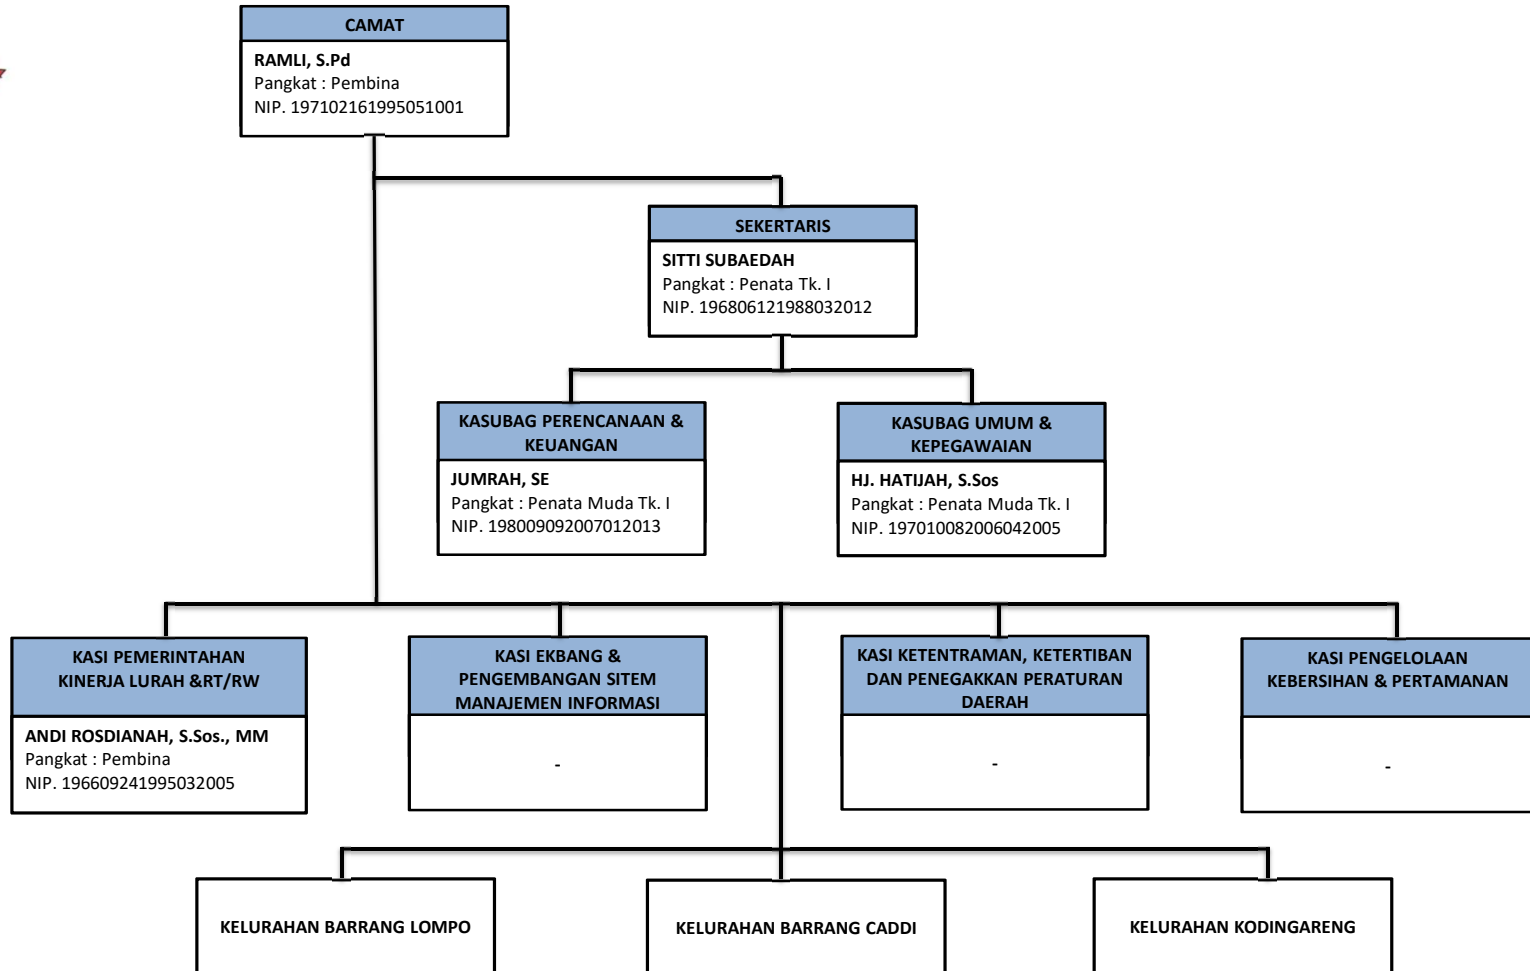 CAMAT
RAMLI, S.Pd
Pangkat : Pembina
NIP. 197102161995051001
SEKERTARIS
SITTI SUBAEDAH
Pangkat : Penata Tk. I
NIP. 196806121988032012
KASUBAG PERENCANAAN &
KEUANGAN
JUMRAH, SE
Pangkat : Penata Muda Tk. I
NIP. 198009092007012013
KASUBAG UMUM &
KEPEGAWAIAN
HJ. HATIJAH, S.Sos
Pangkat : Penata Muda Tk. I
NIP. 197010082006042005
KASI PEMERINTAHAN
KINERJA LURAH &RT/RW
ANDI ROSDIANAH, S.Sos., MM
Pangkat : Pembina
NIP. 196609241995032005
KASI EKBANG &
PENGEMBANGAN SITEM
MANAJEMEN INFORMASI
-
KASI KETENTRAMAN, KETERTIBAN
DAN PENEGAKKAN PERATURAN
DAERAH
-
KASI PENGELOLAAN
KEBERSIHAN & PERTAMANAN
-
KELURAHAN BARRANG LOMPO
KELURAHAN BARRANG CADDI
KELURAHAN KODINGARENG